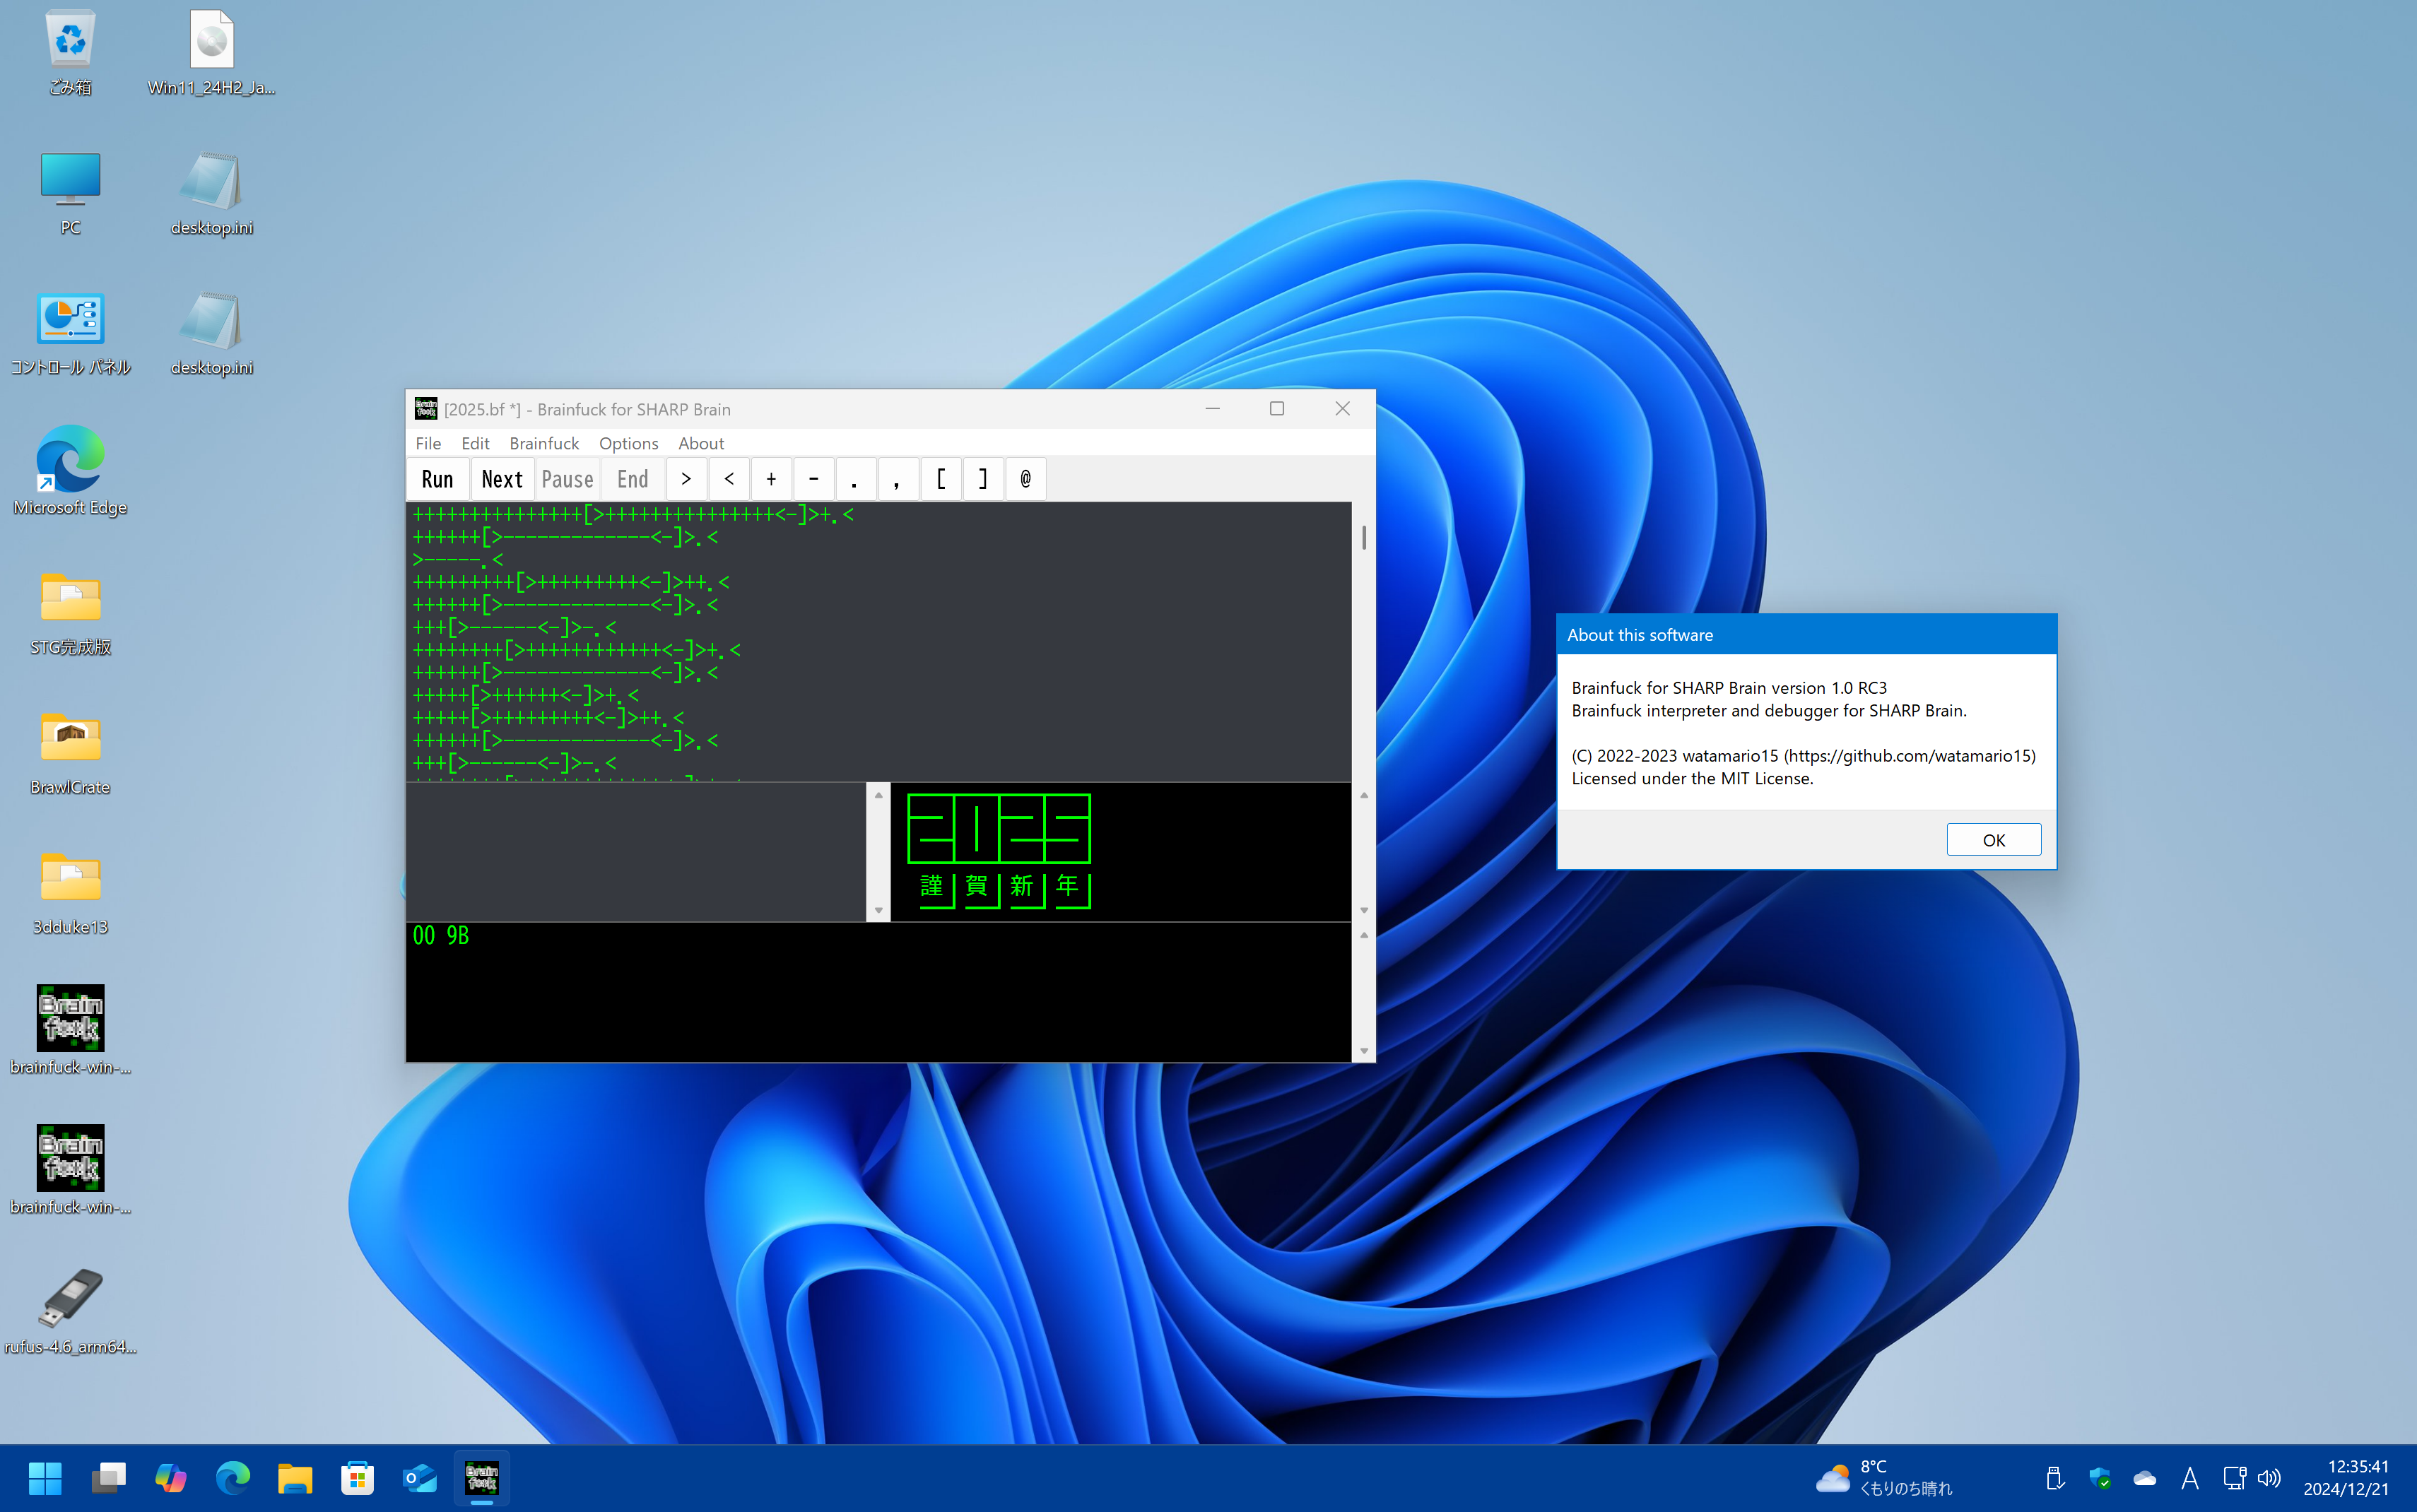 ごみ箱
Win11_24H2_Ja...
PC
desktop.ini
コントロール パネル
desktop.ini
Microsoft Edge
STG完成版
BrawlCrate
3dduke13
brainfuck-win-...
brainfuck-win-...
rufus-4.6_arm64...
[2025.bf *] - Brainfuck for SHARP Brain
File Edit Brainfuck Options About
Run Next Pause End > < + - . , [ ] @
+++++++++++++++[>+++++++++++++++<-]>+.<
++++++[>-------------<-]>.<
>-----.<
+++++++++[>+++++++++<-]>++.<
++++++[>-------------<-]>.<
+++[>------<-]>-.<
++++++++[>++++++++++++<-]>+.<
++++++[>-------------<-]>.<
+++++[>++++++<-]>+.<
+++++[>+++++++++<-]>++.<
++++++[>-------------<-]>.<
+++[>------<-]>-.<
謹 賀 新 年
00 9B
About this software
Brainfuck for SHARP Brain version 1.0 RC3
Brainfuck interpreter and debugger for SHARP Brain.
(C) 2022-2023 watamario15 (https://github.com/watamario15)
Licensed under the MIT License.
OK
8°C
くもりのち晴れ
A
12:35:41
2024/12/21